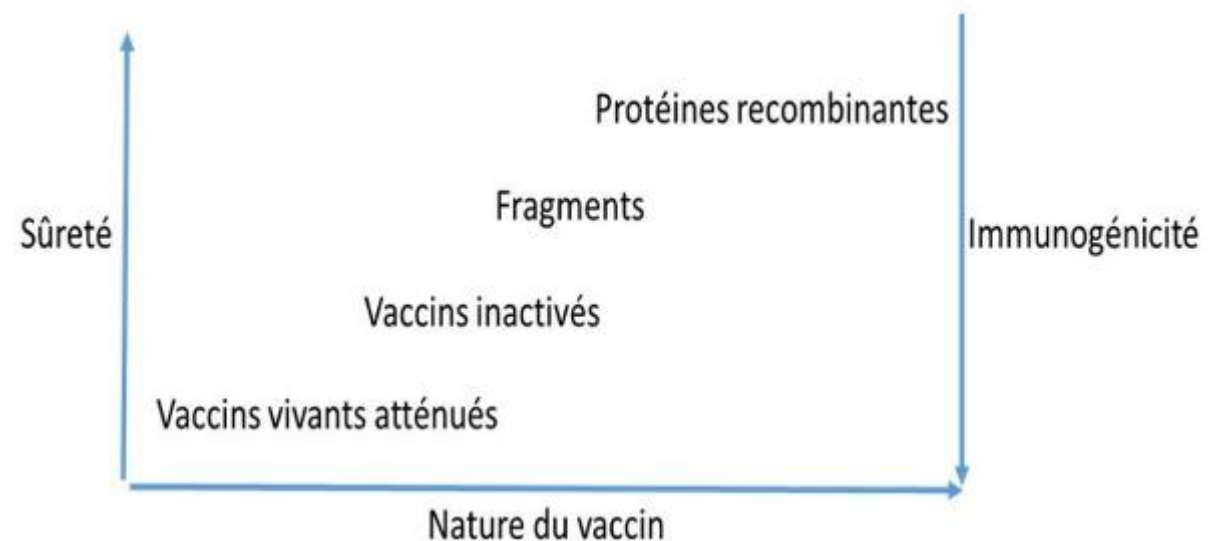 Protéines recombinantes
Fragments
Sûreté
Immunogénicité
Vaccins inactivés
Vaccins vivants atténués
Nature du vaccin